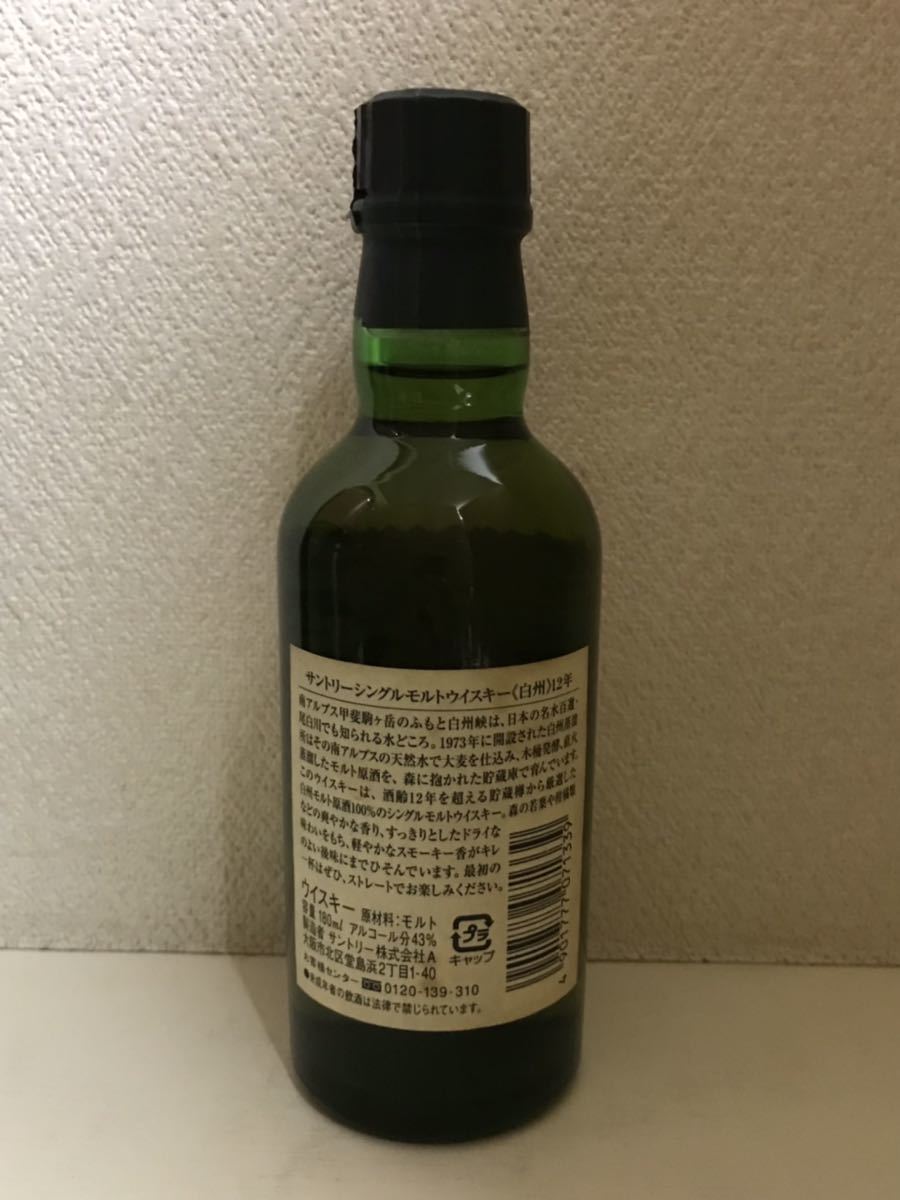 サントリーシングルモルトウイスキー《白州》12年
南アルプス甲斐駒ヶ岳のふもと白州峡は、日本の名水百選・
尾白川でも知られる水どころ。1973年に開設された白州蒸溜
所はその南アルプスの天然水で大麦を仕込み、木桶発酵、直火
蒸溜したモルト原酒を、森に抱かれた貯蔵庫で育んでいます。
このウイスキーは、酒齢12年を超える貯蔵樽から厳選した
白州モルト原酒100%のシングルモルトウイスキー。森の若葉や柑橘類
などの爽やかな香り、すっきりとしたドライな
味わいをもち、軽やかなスモーキー香がキレ
のよい後味にまでひそんでいます。最初の
一杯はぜひ、ストレートでお楽しみください。
ウイスキー 原材料:モルト
容量180ml アルコール分43%
製造者 サントリー株式会社A
大阪市北区堂島浜2丁目1-40
お客様センター 0120-139-310
●未成年者の飲酒は法律で禁じられています。
プラ
キャップ
4 901777 071339